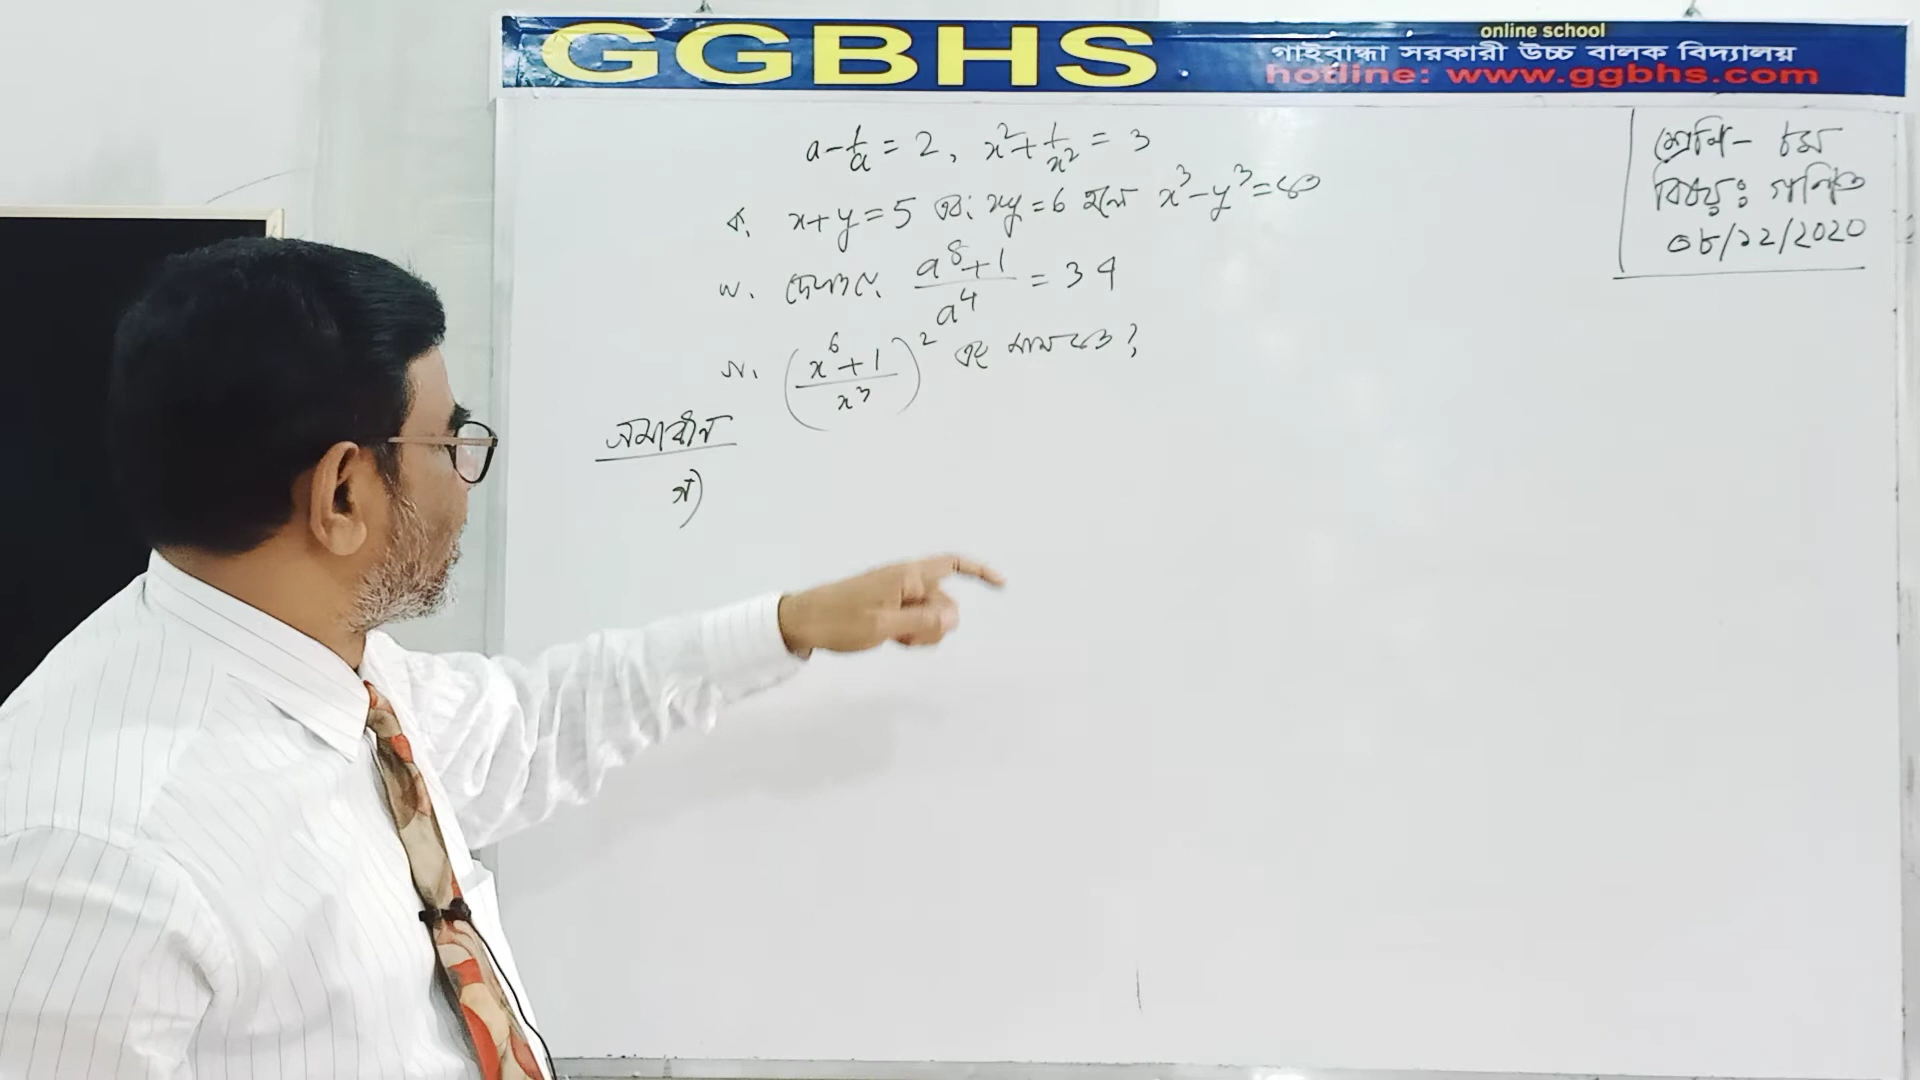 GGBHS
online school
গাইবান্ধা সরকারী উচ্চ বালক বিদ্যালয়
hotline: www.ggbhs.com
a - 1/a = 2, x² + 1/x² = 3
ক. x+y = 5 এবং xy = 6 হলে x³ - y³ = কত
খ. দেখাও যে, (a⁸+1)/a⁴ = 34
গ. ((x⁶+1)/x³)² এর মান কত?
সমাধান
ক)
শ্রেণি - ৮ম
বিষয়ঃ গণিত
০৮/১২/২০২০